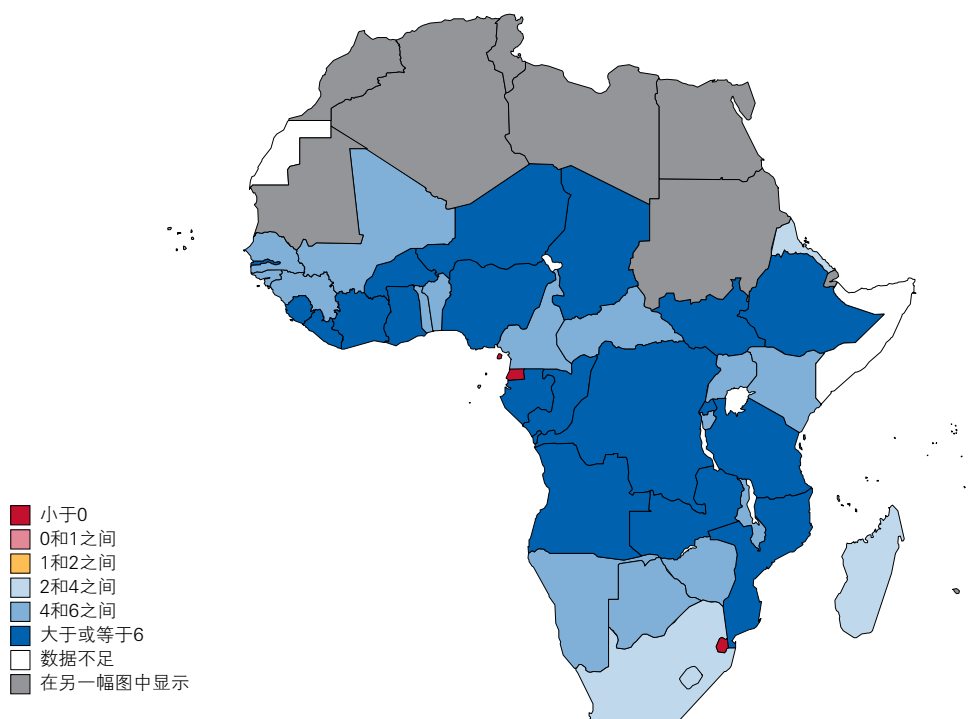 小于0
0和1之间
1和2之间
2和4之间
4和6之间
大于或等于6
数据不足
在另一幅图中显示